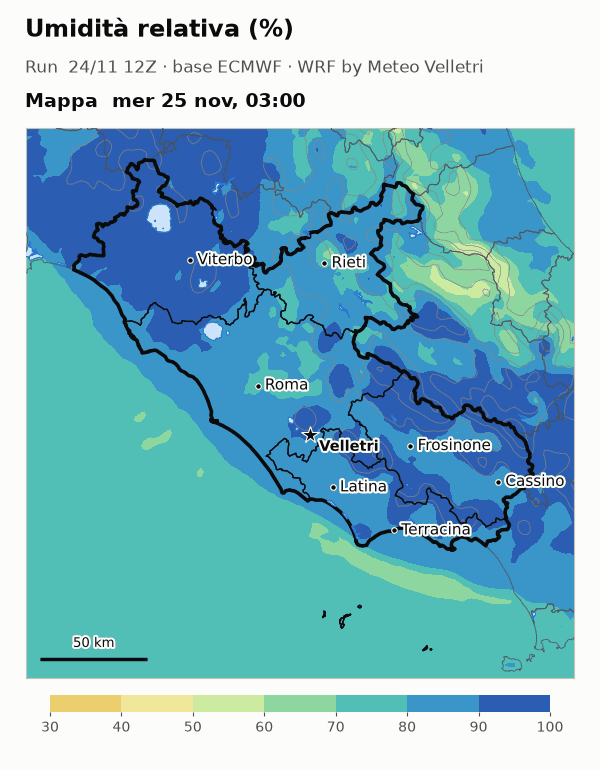 Umidità relativa (%)
Run  24/11 12Z · base ECMWF · WRF by Meteo Velletri
Mappa  mer 25 nov, 03:00
Viterbo
Rieti
Roma
Velletri
Frosinone
Cassino
Latina
Terracina
50 km
30 40 50 60 70 80 90 100